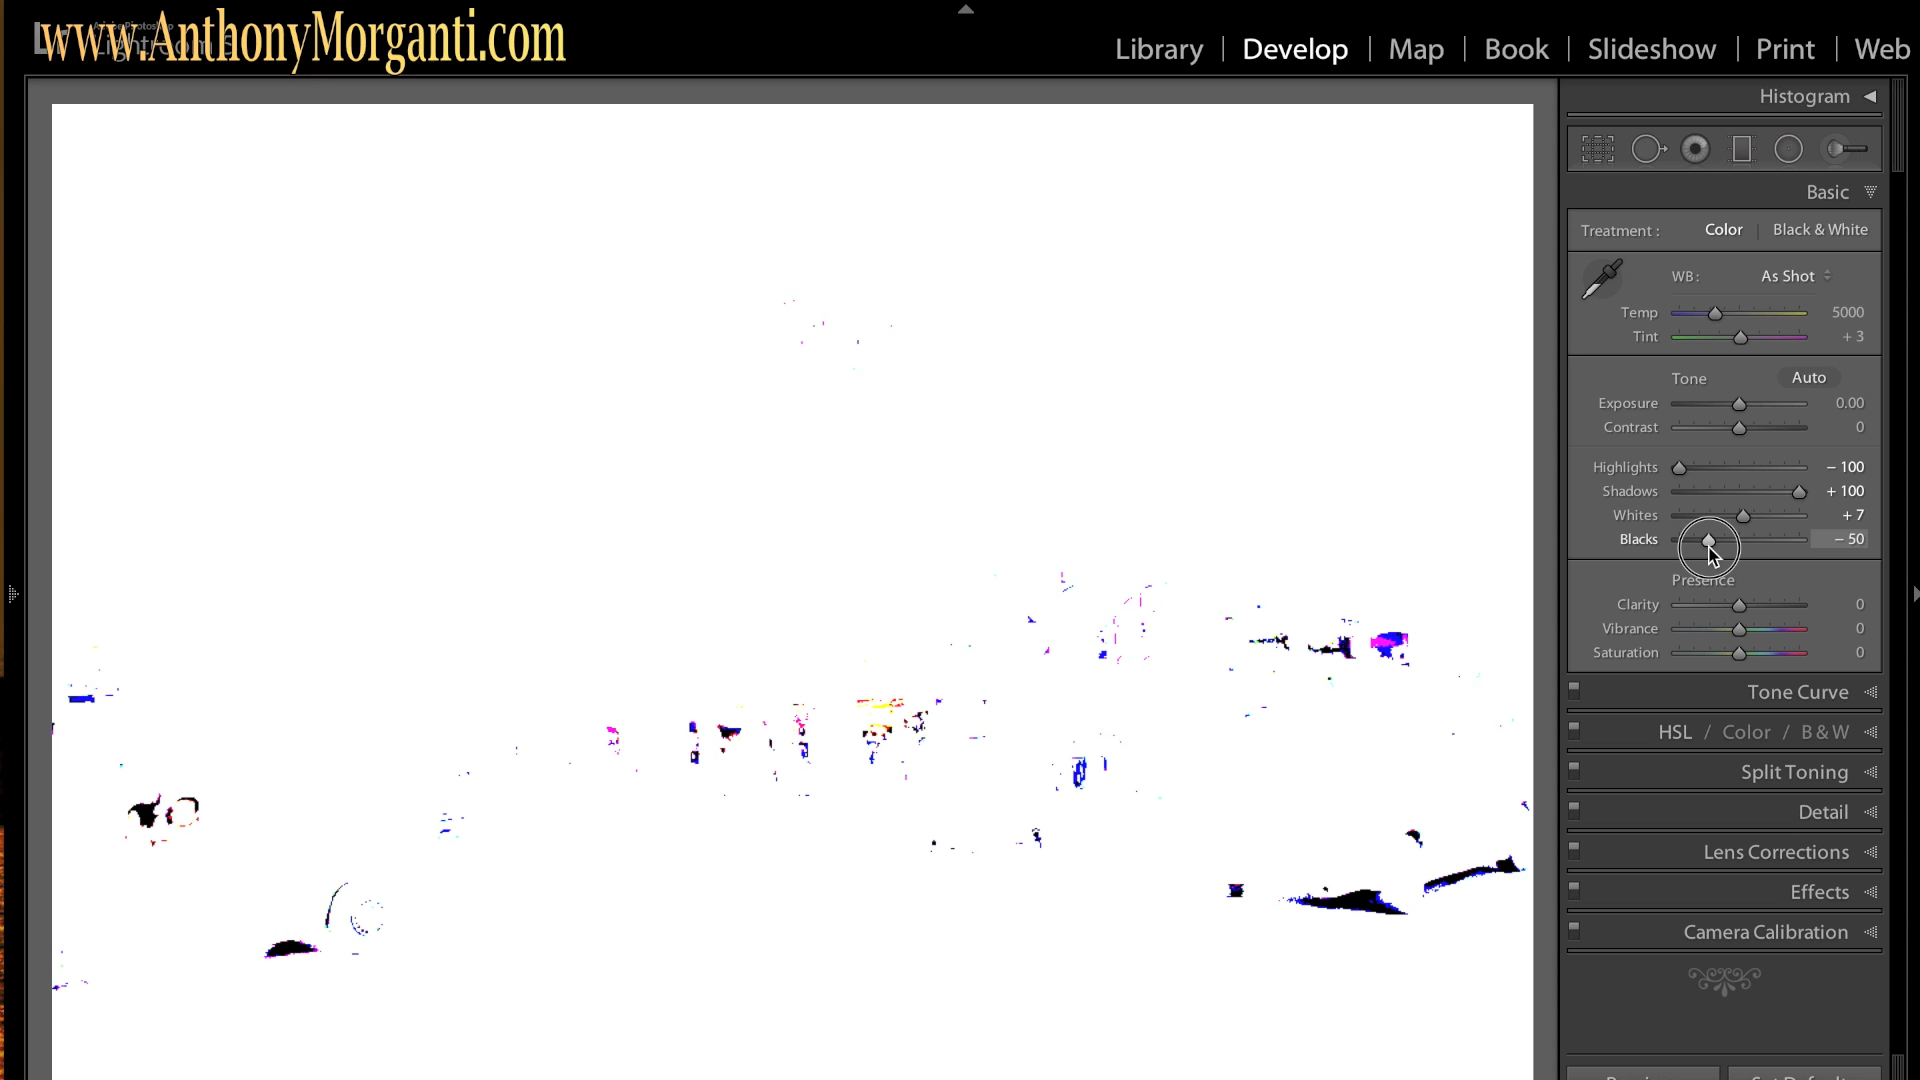 www.AnthonyMorganti.com
Library | Develop | Map | Book | Slideshow | Print | Web
Histogram
Basic
Treatment : Color | Black & White
WB : As Shot
Temp 5000
Tint + 3
Tone Auto
Exposure 0.00
Contrast 0
Highlights − 100
Shadows + 100
Whites + 7
Blacks − 50
Presence
Clarity 0
Vibrance 0
Saturation 0
Tone Curve
HSL / Color / B & W
Split Toning
Detail
Lens Corrections
Effects
Camera Calibration